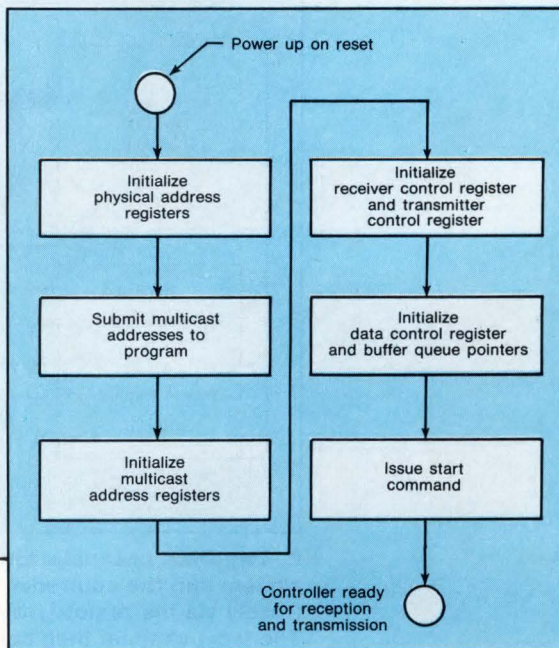 Power up on reset
Initialize
physical address
registers
Submit multicast
addresses to
program
Initialize
multicast
address registers
Initialize
receiver control register
and transmitter
control register
Initialize
data control register
and buffer queue pointers
Issue start
command
Controller ready
for reception
and transmission